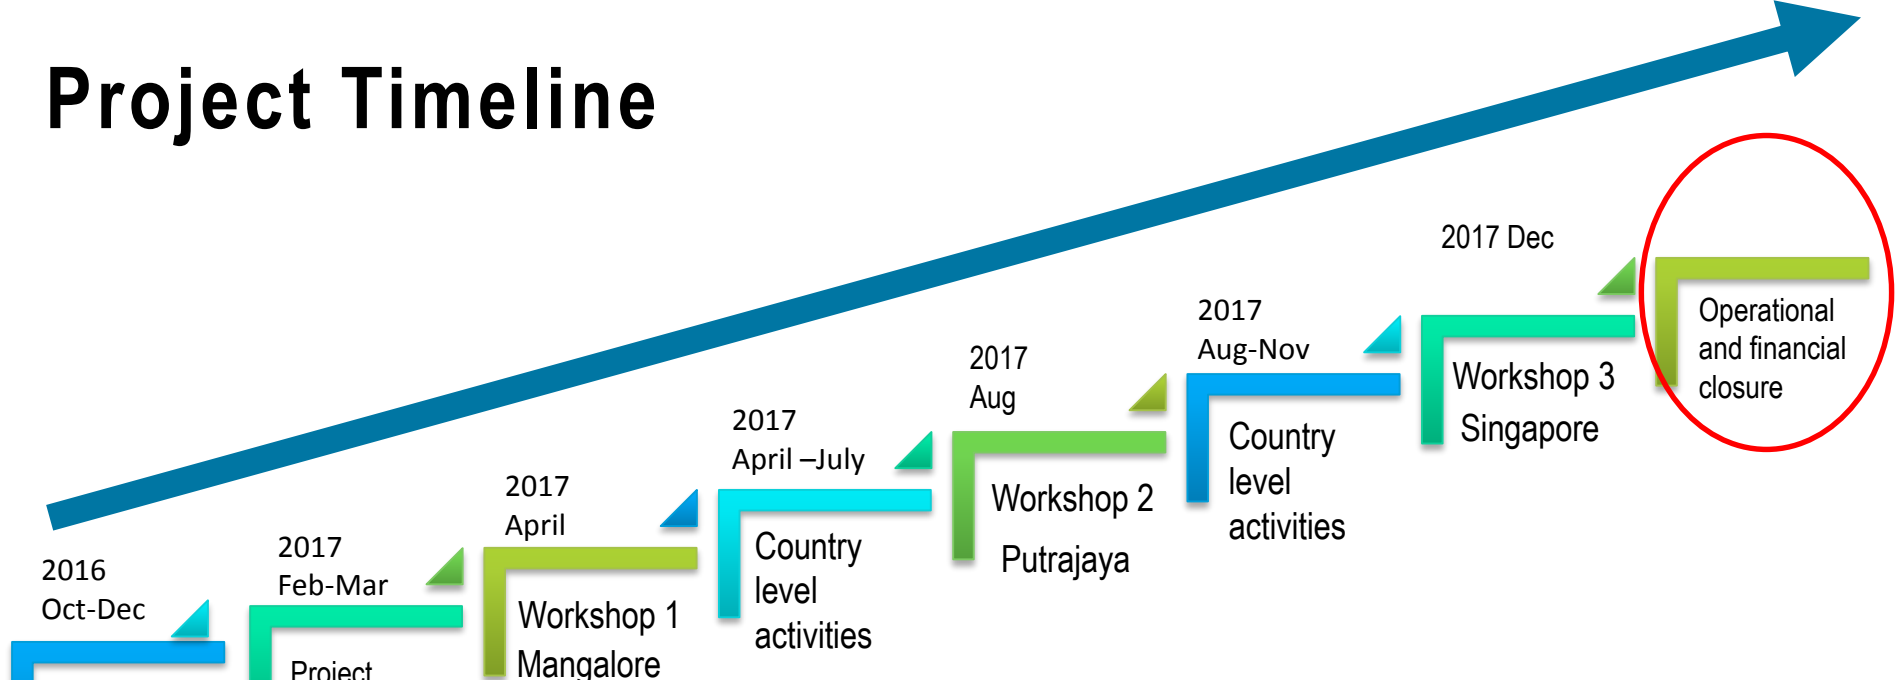 Project Timeline
2016
Oct-Dec
2017
Feb-Mar
Project
2017
April
Workshop 1
Mangalore
2017
April –July
Country
level
activities
2017
Aug
Workshop 2
Putrajaya
2017
Aug-Nov
Country
level
activities
2017 Dec
Workshop 3
Singapore
Operational
and financial
closure